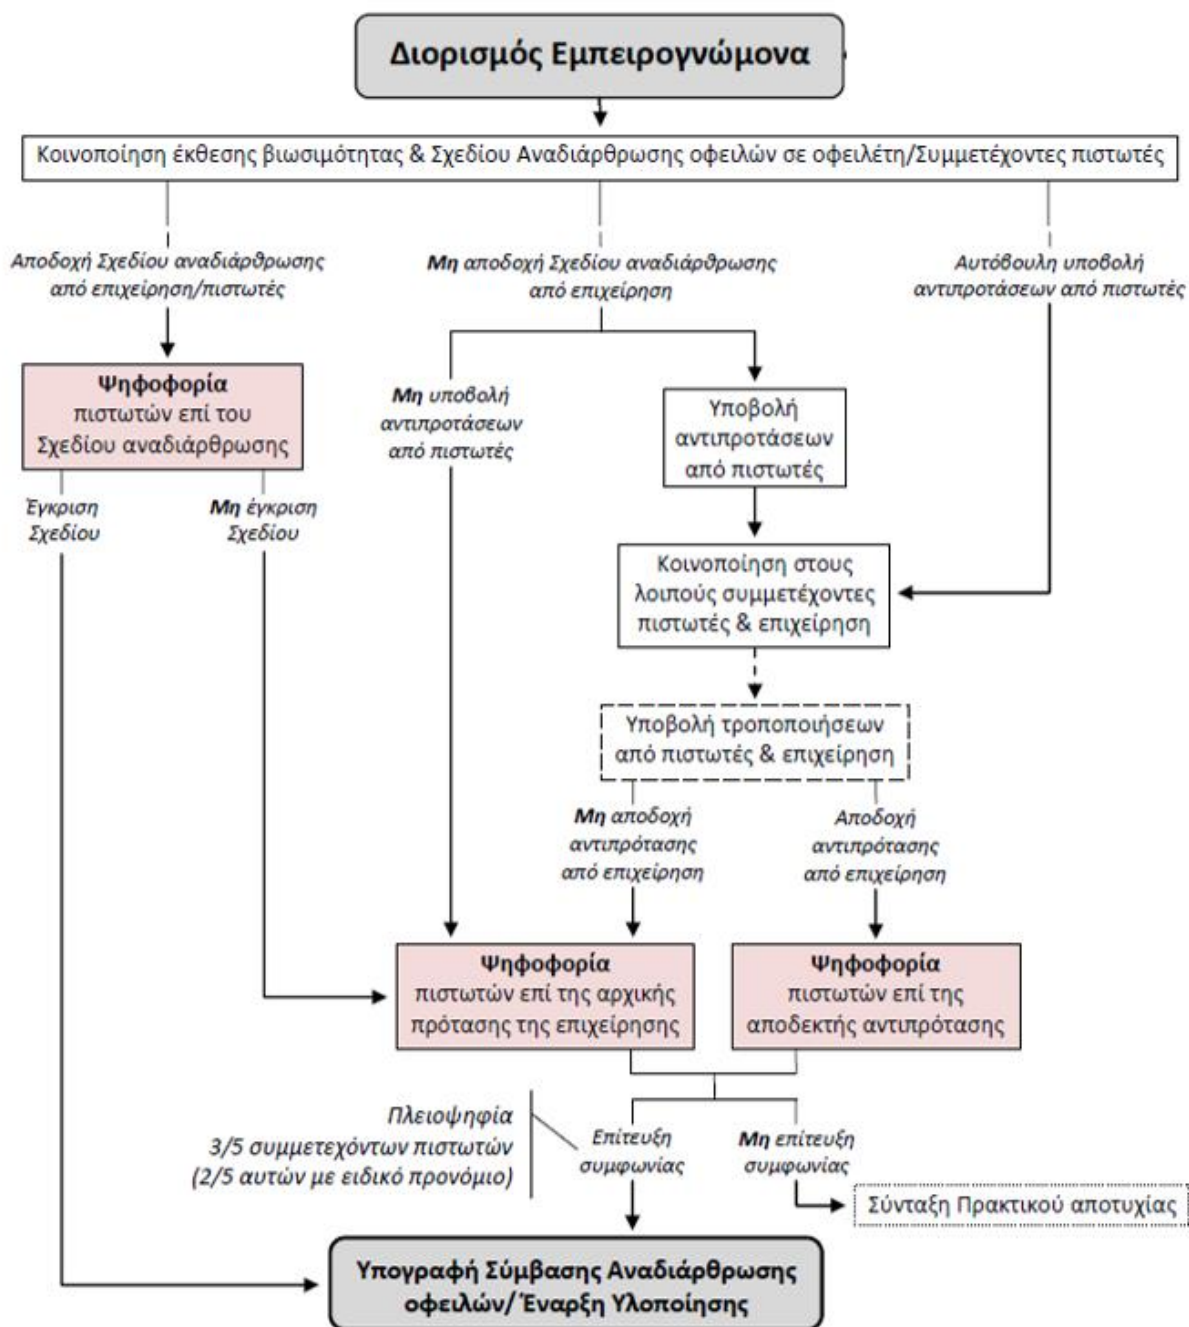 Διορισμός Εμπειρογνώμονα
Κοινοποίηση έκθεσης βιωσιμότητας & Σχεδίου Αναδιάρθρωσης οφειλών σε οφειλέτη/Συμμετέχοντες πιστωτές
Αποδοχή Σχεδίου αναδιάρθρωσης
από επιχείρηση/πιστωτές
Μη αποδοχή Σχεδίου αναδιάρθρωσης
από επιχείρηση
Αυτόβουλη υποβολή
αντιπροτάσεων από πιστωτές
Ψηφοφορία
πιστωτών επί του
Σχεδίου αναδιάρθρωσης
Μη υποβολή
αντιπροτάσεων
από πιστωτές
Υποβολή
αντιπροτάσεων
από πιστωτές
Έγκριση
Σχεδίου
Μη έγκριση
Σχεδίου
Κοινοποίηση στους
λοιπούς συμμετέχοντες
πιστωτές & επιχείρηση
Υποβολή τροποποιήσεων
από πιστωτές & επιχείρηση
Μη αποδοχή
αντιπρότασης
από επιχείρηση
Αποδοχή
αντιπρότασης
από επιχείρηση
Ψηφοφορία
πιστωτών επί της αρχικής
πρότασης της επιχείρησης
Ψηφοφορία
πιστωτών επί της
αποδεκτής αντιπρότασης
Πλειοψηφία
3/5 συμμετεχόντων πιστωτών
(2/5 αυτών με ειδικό προνόμιο)
Επίτευξη
συμφωνίας
Μη επίτευξη
συμφωνίας
Σύνταξη Πρακτικού αποτυχίας
Υπογραφή Σύμβασης Αναδιάρθρωσης
οφειλών/ Έναρξη Υλοποίησης